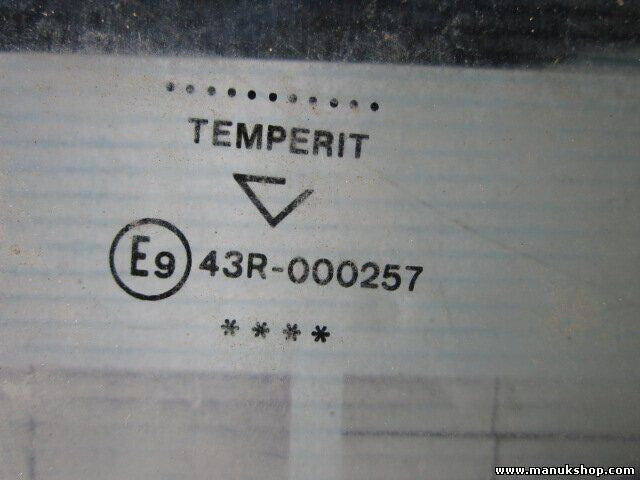 TEMPERIT
E9 43R-000257
****
www.manukshop.com